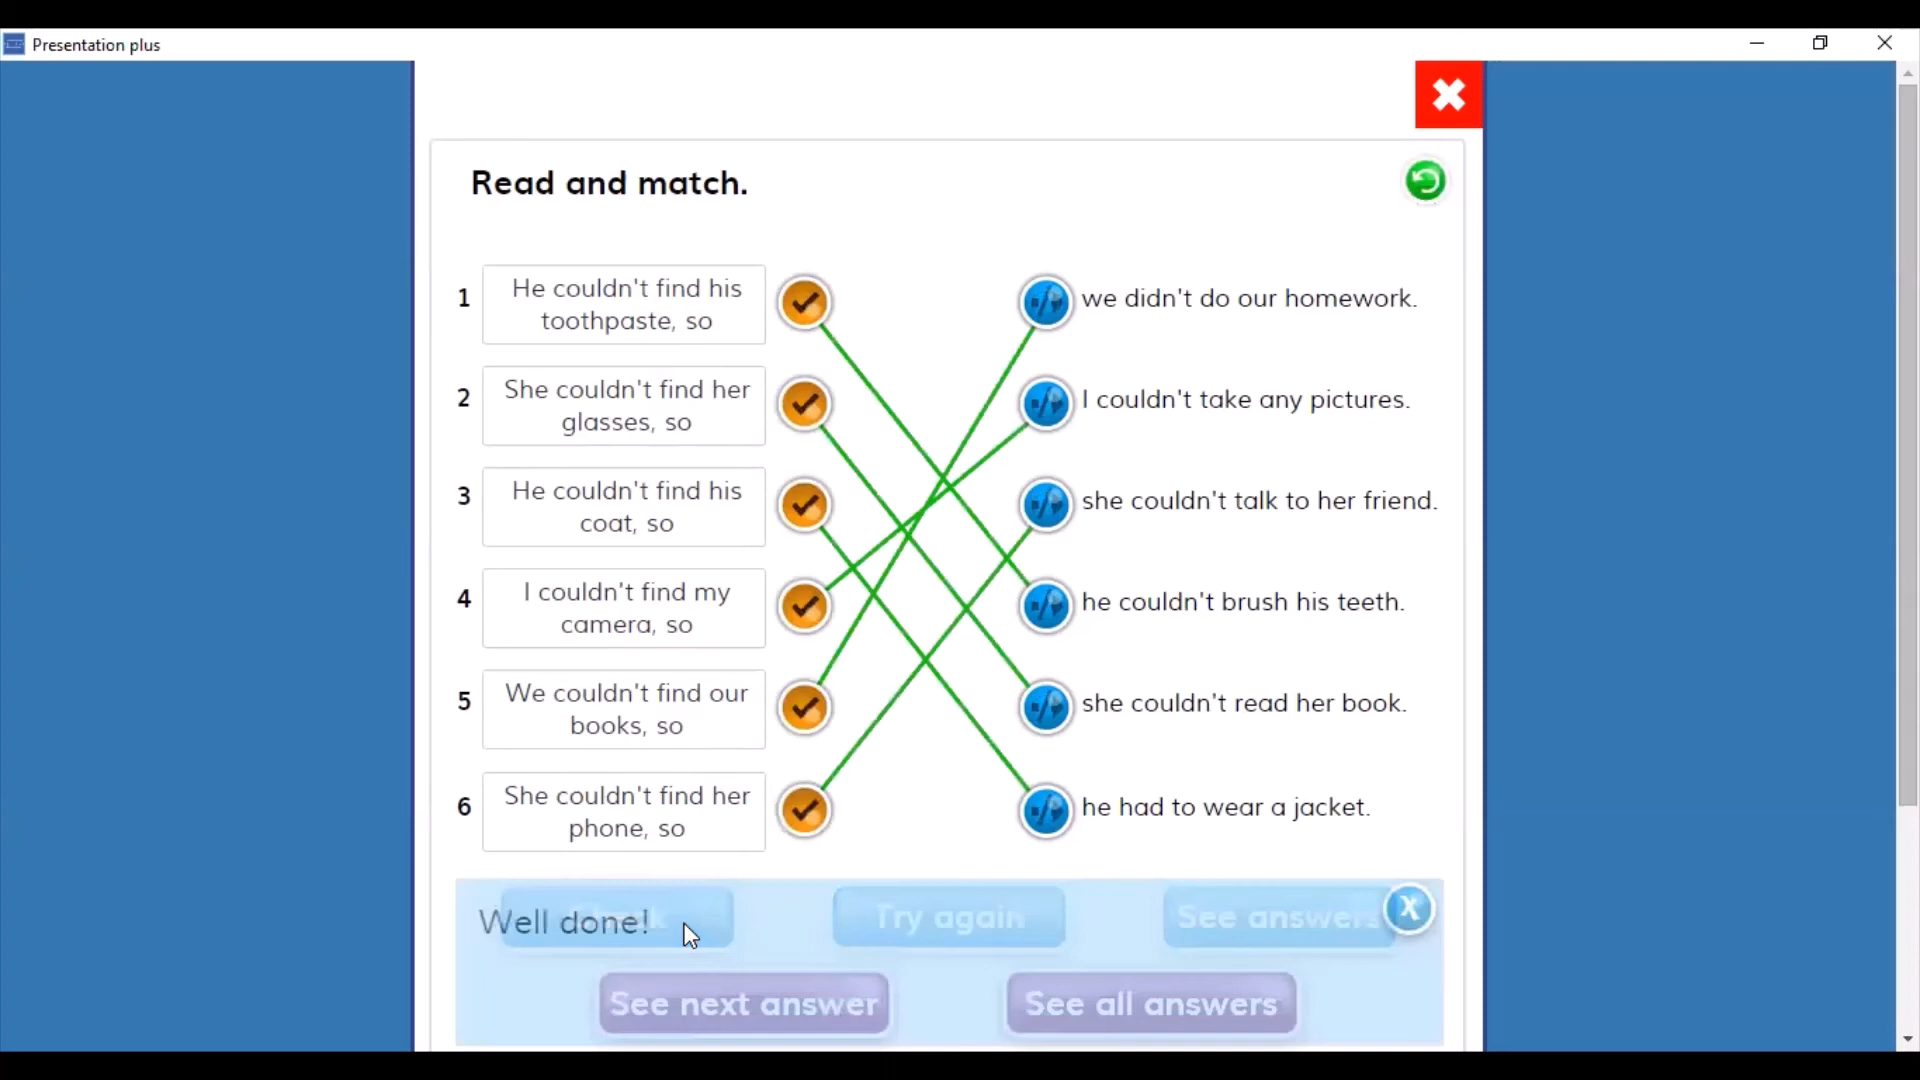 Presentation plus
Read and match.
1
He couldn't find his
toothpaste, so
we didn't do our homework.
2
She couldn't find her
glasses, so
I couldn't take any pictures.
3
He couldn't find his
coat, so
she couldn't talk to her friend.
4
I couldn't find my
camera, so
he couldn't brush his teeth.
5
We couldn't find our
books, so
she couldn't read her book.
6
She couldn't find her
phone, so
he had to wear a jacket.
Well done!
Try again
See answers
X
See next answer
See all answers